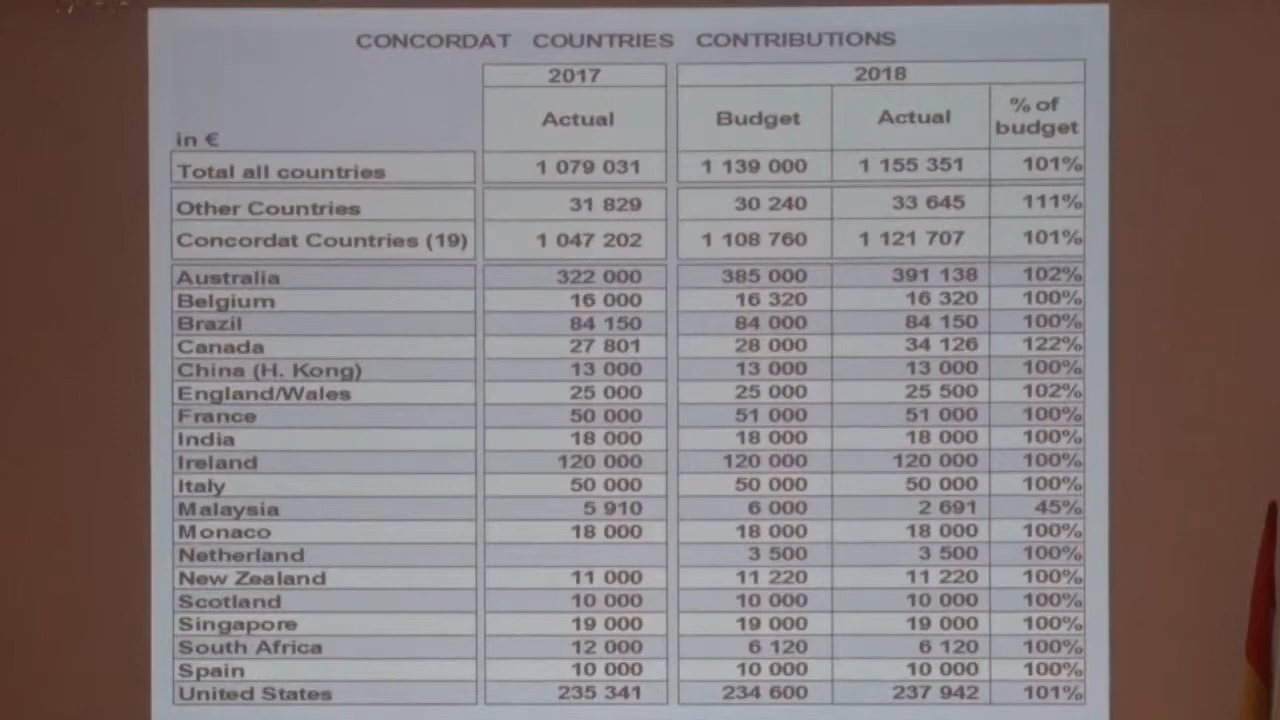 CONCORDAT COUNTRIES CONTRIBUTIONS
2017 2018
in € Actual Budget Actual % of budget
Total all countries 1 079 031 1 139 000 1 155 351 101%
Other Countries 31 829 30 240 33 645 111%
Concordat Countries (19) 1 047 202 1 108 760 1 121 707 101%
Australia 322 000 385 000 391 138 102%
Belgium 16 000 16 320 16 320 100%
Brazil 84 150 84 000 84 150 100%
Canada 27 801 28 000 34 126 122%
China (H. Kong) 13 000 13 000 13 000 100%
England/Wales 25 000 25 000 25 500 102%
France 50 000 51 000 51 000 100%
India 18 000 18 000 18 000 100%
Ireland 120 000 120 000 120 000 100%
Italy 50 000 50 000 50 000 100%
Malaysia 5 910 6 000 2 691 45%
Monaco 18 000 18 000 18 000 100%
Netherland 3 500 3 500 100%
New Zealand 11 000 11 220 11 220 100%
Scotland 10 000 10 000 10 000 100%
Singapore 19 000 19 000 19 000 100%
South Africa 12 000 6 120 6 120 100%
Spain 10 000 10 000 10 000 100%
United States 235 341 234 600 237 942 101%